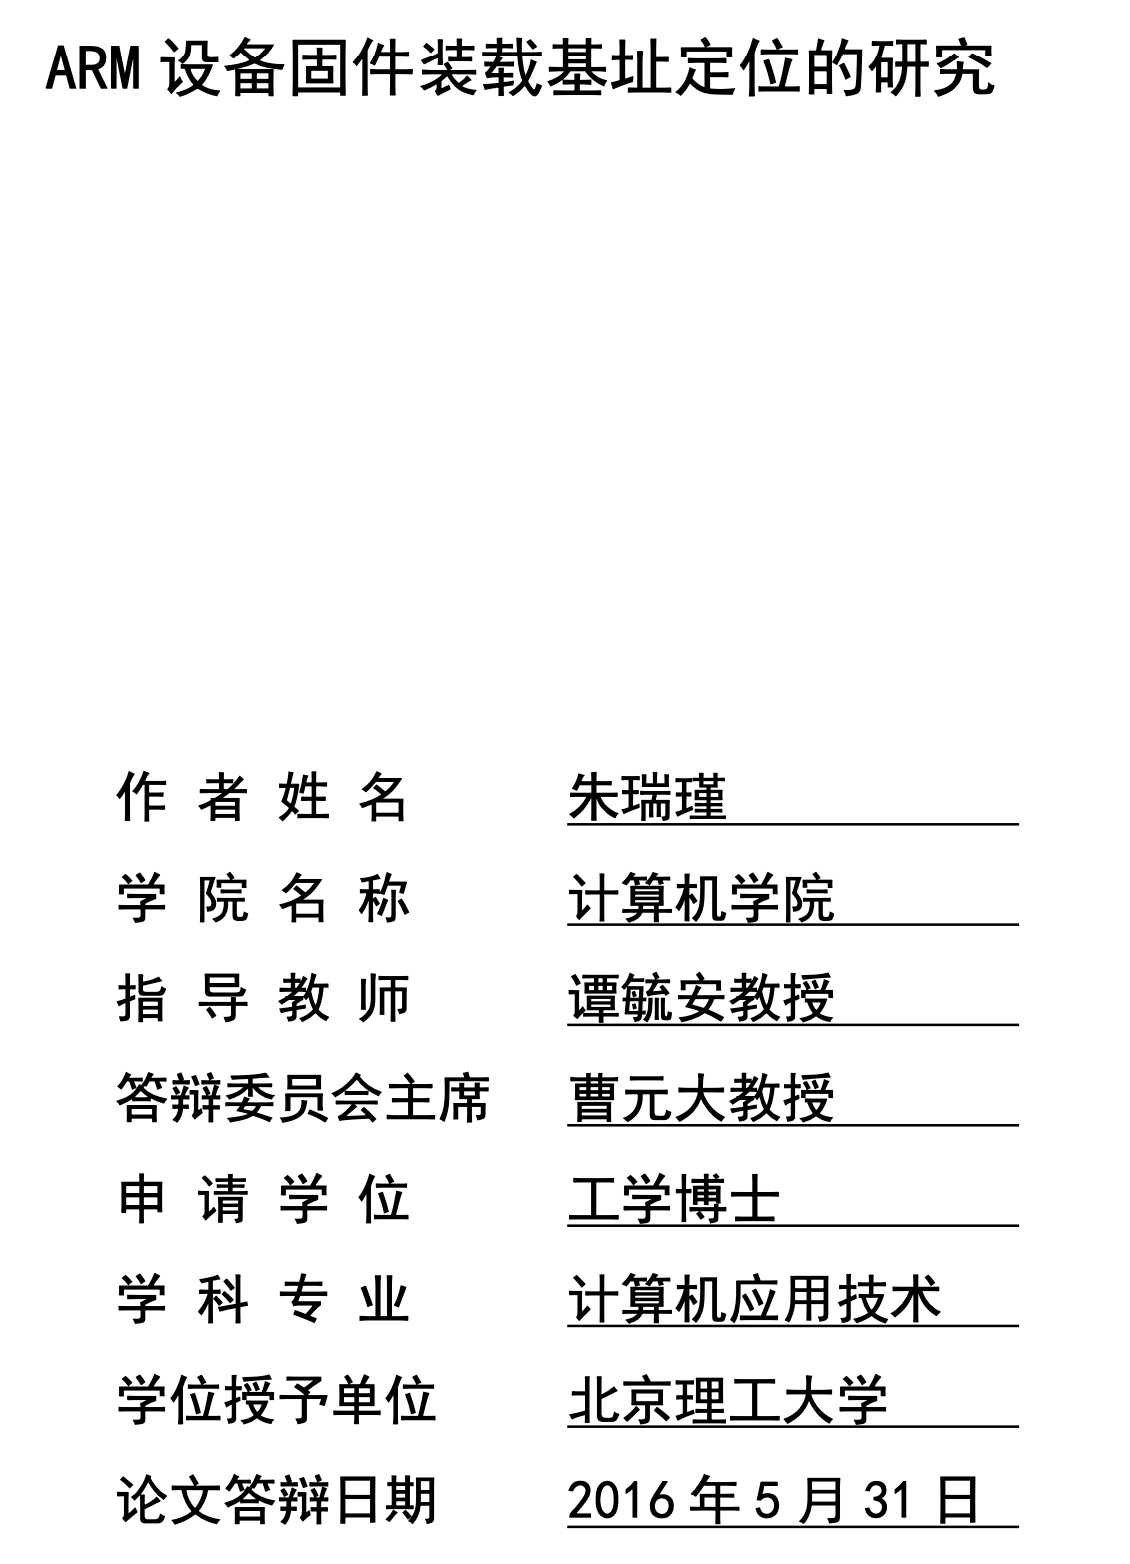 ARM 设备固件装载基址定位的研究
作 者 姓 名 朱瑞瑾
学 院 名 称 计算机学院
指 导 教 师 谭毓安教授
答辩委员会主席 曹元大教授
申 请 学 位 工学博士
学 科 专 业 计算机应用技术
学位授予单位 北京理工大学
论文答辩日期 2016 年 5 月 31 日